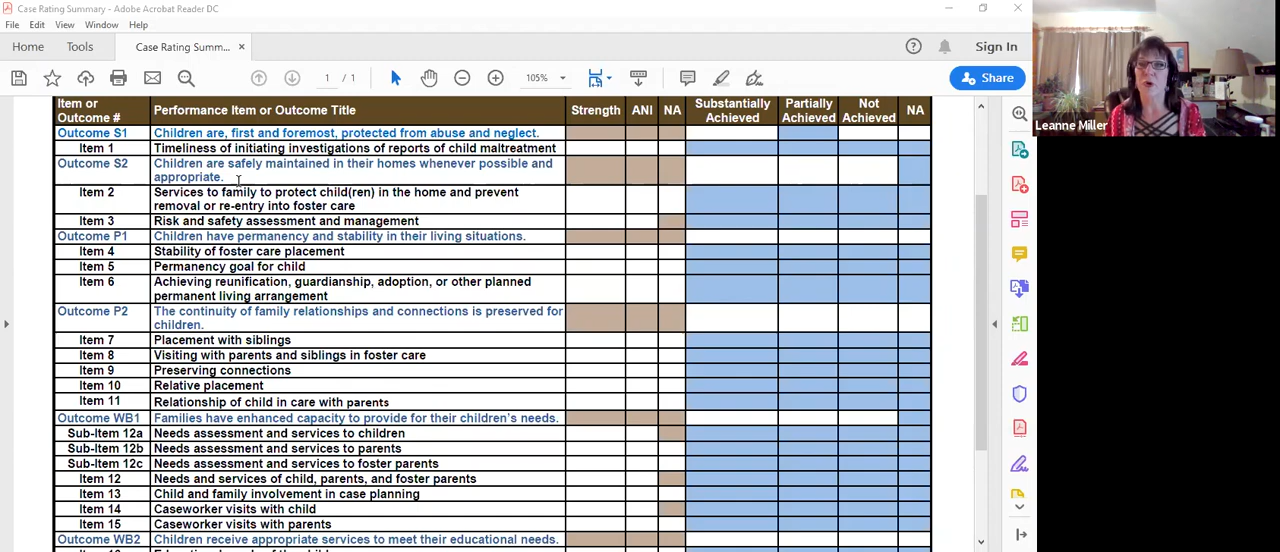 Case Rating Summary - Adobe Acrobat Reader DC
File Edit View Window Help
Home Tools Case Rating Summ... × Sign In
1 / 1 105% Share
Item or Outcome # Performance Item or Outcome Title Strength ANI NA Substantially Achieved Partially Achieved Not Achieved NA
Outcome S1 Children are, first and foremost, protected from abuse and neglect.
Item 1 Timeliness of initiating investigations of reports of child maltreatment
Outcome S2 Children are safely maintained in their homes whenever possible and
appropriate.
Item 2 Services to family to protect child(ren) in the home and prevent
removal or re-entry into foster care
Item 3 Risk and safety assessment and management
Outcome P1 Children have permanency and stability in their living situations.
Item 4 Stability of foster care placement
Item 5 Permanency goal for child
Item 6 Achieving reunification, guardianship, adoption, or other planned
permanent living arrangement
Outcome P2 The continuity of family relationships and connections is preserved for
children.
Item 7 Placement with siblings
Item 8 Visiting with parents and siblings in foster care
Item 9 Preserving connections
Item 10 Relative placement
Item 11 Relationship of child in care with parents
Outcome WB1 Families have enhanced capacity to provide for their children's needs.
Sub-Item 12a Needs assessment and services to children
Sub-Item 12b Needs assessment and services to parents
Sub-Item 12c Needs assessment and services to foster parents
Item 12 Needs and services of child, parents, and foster parents
Item 13 Child and family involvement in case planning
Item 14 Caseworker visits with child
Item 15 Caseworker visits with parents
Outcome WB2 Children receive appropriate services to meet their educational needs.
Leanne Miller